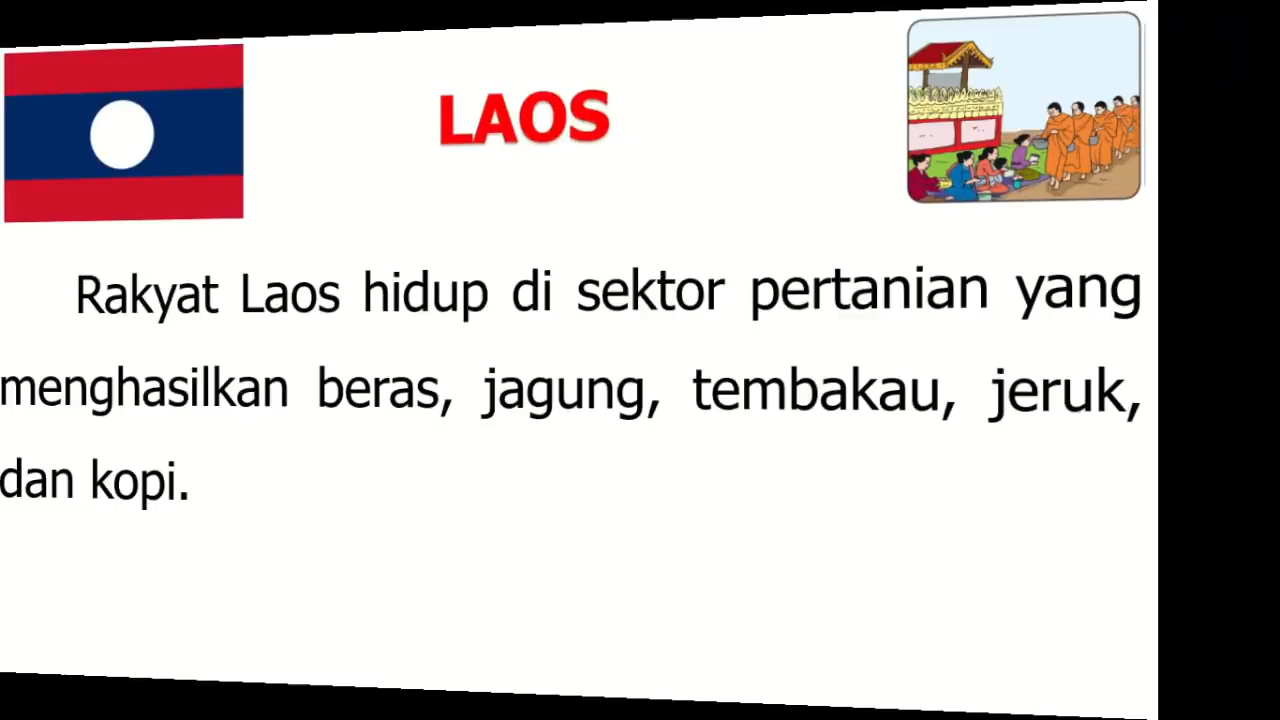 LAOS
Rakyat Laos hidup di sektor pertanian yang
menghasilkan beras, jagung, tembakau, jeruk,
dan kopi.